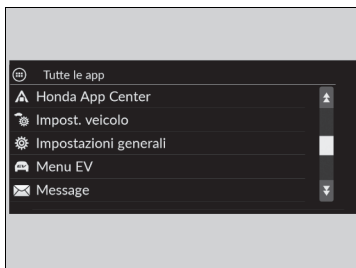 Tutte le app
Honda App Center
Impost. veicolo
Impostazioni generali
Menu EV
Message